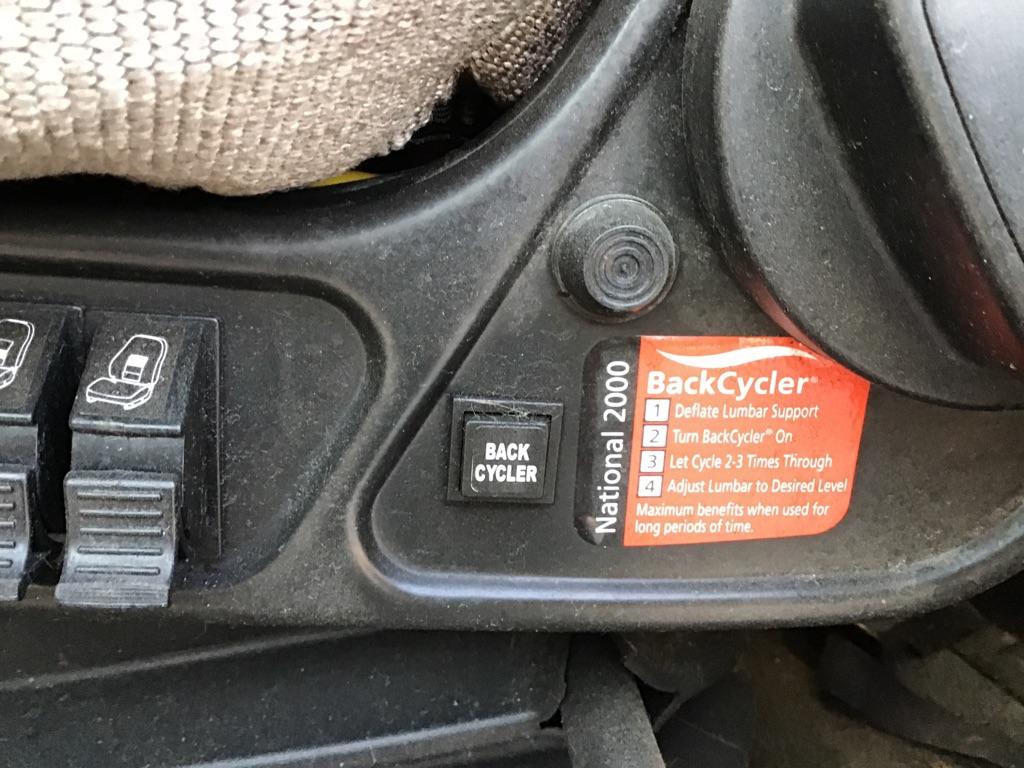 BACK
CYCLER
National 2000
BackCycler®
1 Deflate Lumbar Support
2 Turn BackCycler® On
3 Let Cycle 2-3 Times Through
4 Adjust Lumbar to Desired Level
Maximum benefits when used for
long periods of time.